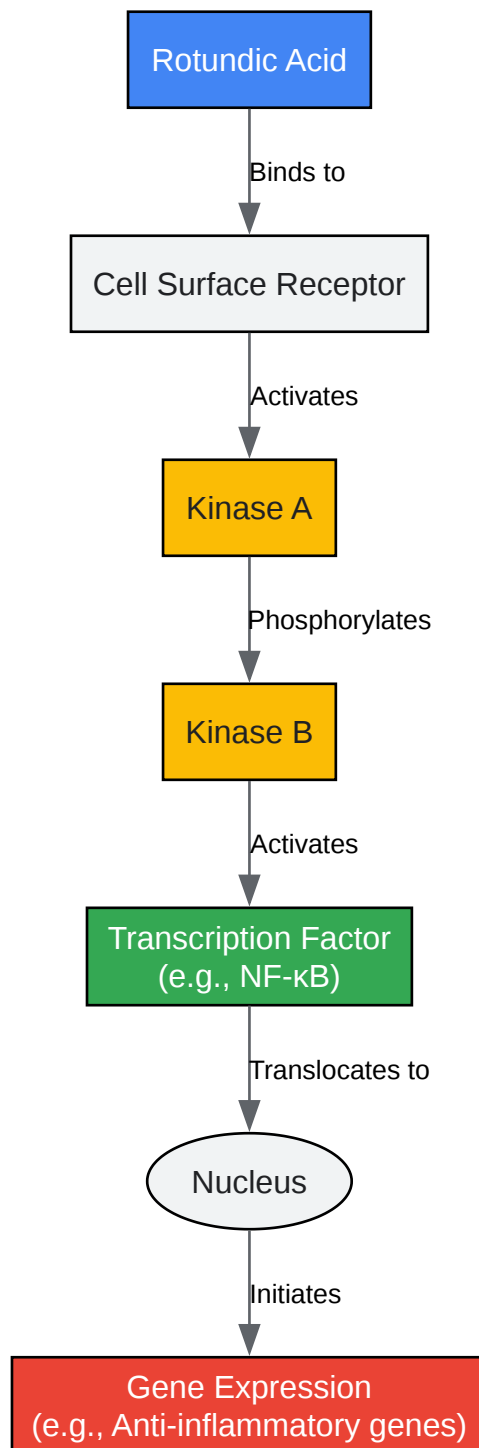 Rotundic Acid
Binds to
Cell Surface Receptor
Activates
Kinase A
Phosphorylates
Kinase B
Activates
Transcription Factor
(e.g., NF-κB)
Translocates to
Nucleus
Initiates
Gene Expression
(e.g., Anti-inflammatory genes)